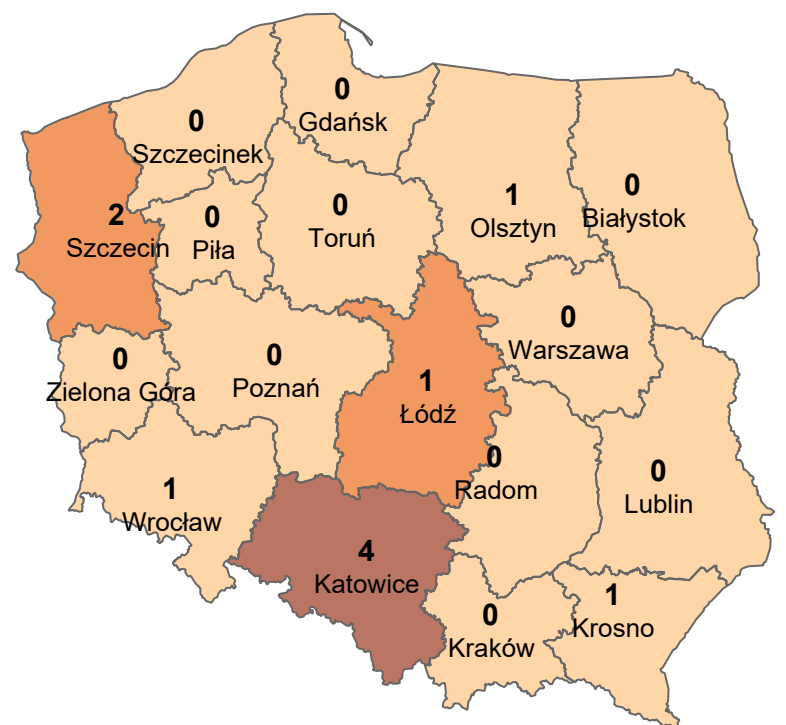 0
Gdańsk
0
Szczecinek
1
Olsztyn
0
Białystok
2
Szczecin
0
Piła
0
Toruń
0
Warszawa
0
Zielona Góra
0
Poznań
1
Łódź
0
Radom
0
Lublin
1
Wrocław
4
Katowice
0
Kraków
1
Krosno